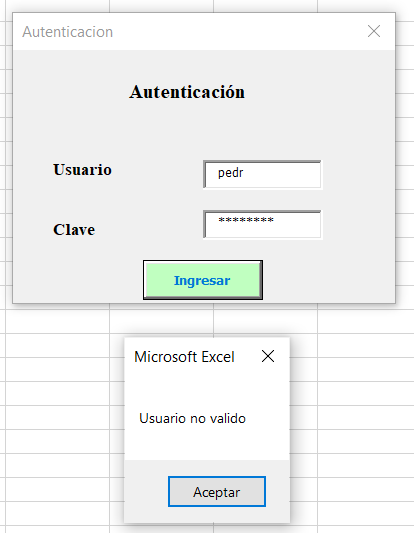 Autenticacion
Autenticación
Usuario
pedr
Clave
********
Ingresar
Microsoft Excel
Usuario no valido
Aceptar